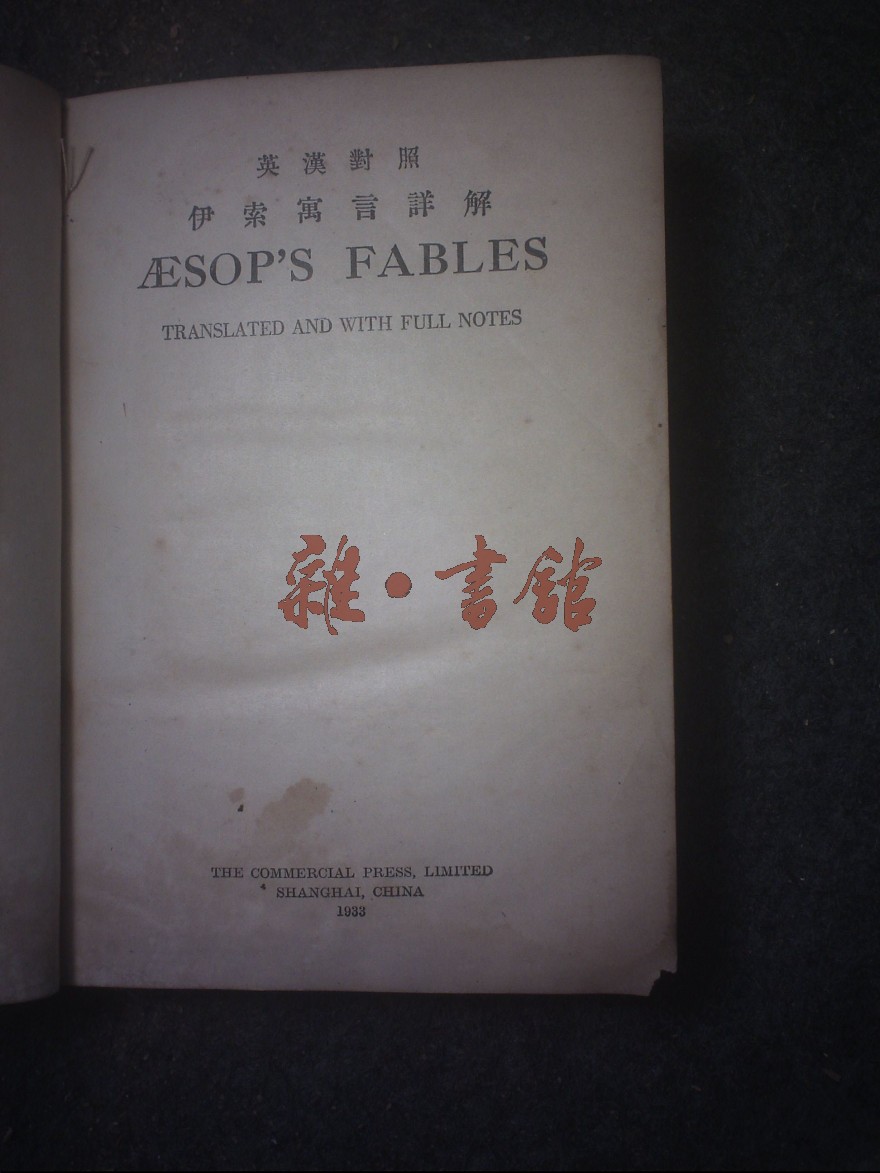 英漢對照
伊索寓言詳解
ÆSOP'S FABLES
TRANSLATED AND WITH FULL NOTES
雜·書館
THE COMMERCIAL PRESS, LIMITED
SHANGHAI, CHINA
1933